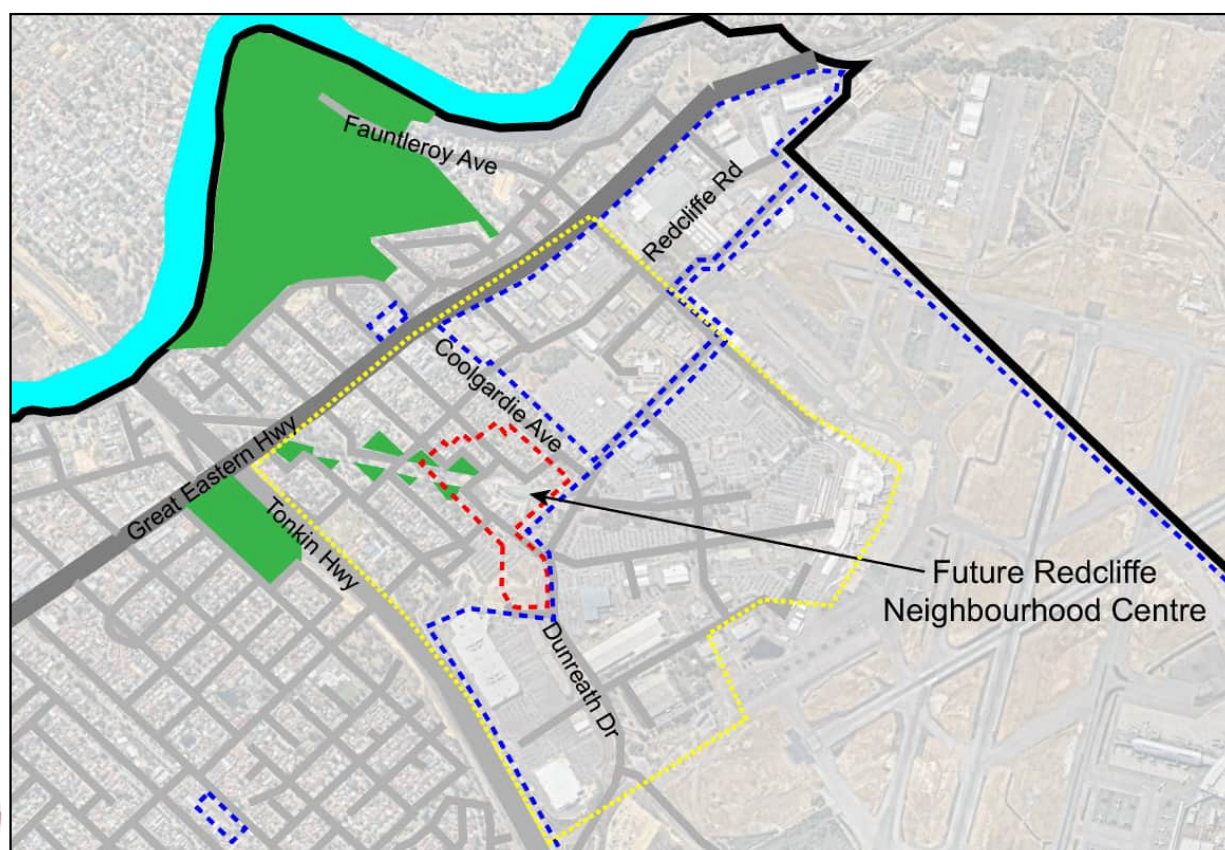 Fauntleroy Ave
Redcliffe Rd
Coolgardie Ave
Great Eastern Hwy
Tonkin Hwy
Future Redcliffe
Neighbourhood Centre
Dunreath Dr